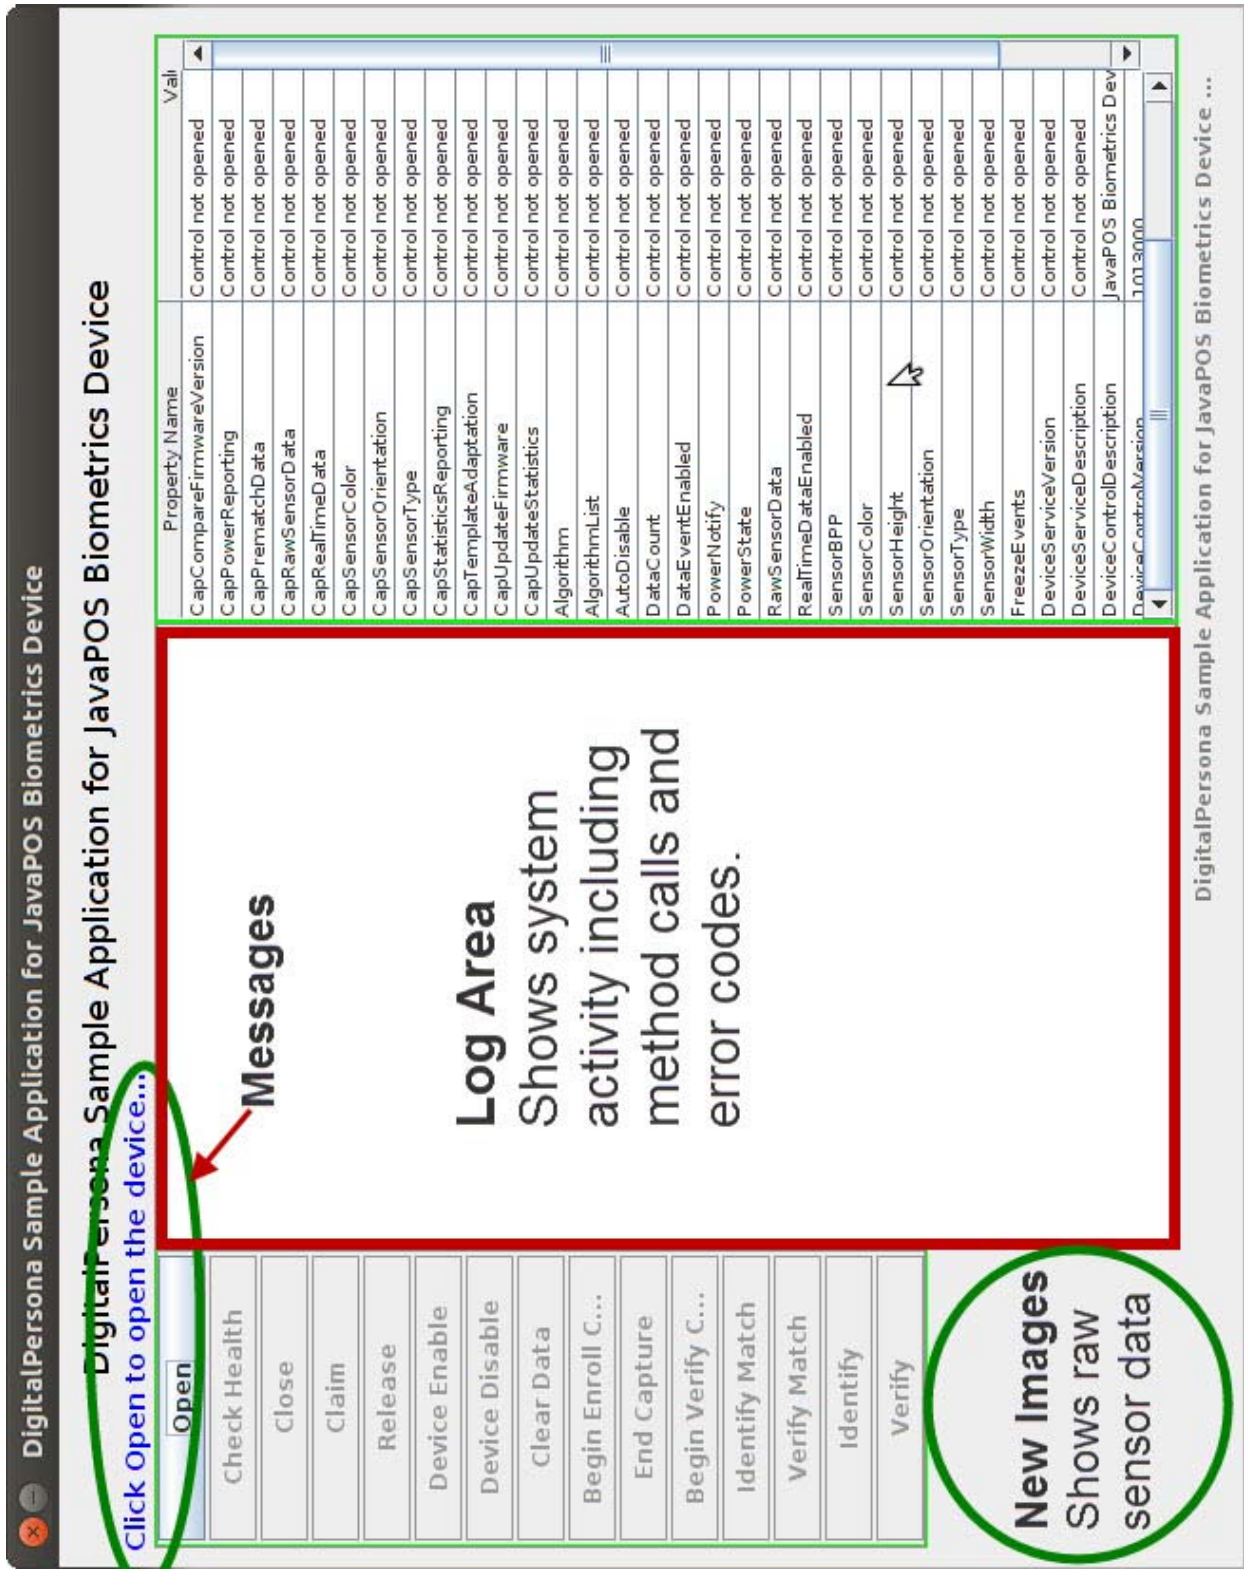 DigitalPersona Sample Application for JavaPOS Biometrics Device
DigitalPersona Sample Application for JavaPOS Biometrics Device
Click Open to open the device...
Open
Check Health
Close
Claim
Release
Device Enable
Device Disable
Clear Data
Begin Enroll C...
End Capture
Begin Verify C...
Identify Match
Verify Match
Identify
Verify
New Images
Shows raw
sensor data
Messages
Log Area
Shows system
activity including
method calls and
error codes.
Property Name Val
CapCompareFirmwareVersion Control not opened
CapPowerReporting Control not opened
CapPrematchData Control not opened
CapRawSensorData Control not opened
CapRealTimeData Control not opened
CapSensorColor Control not opened
CapSensorOrientation Control not opened
CapSensorType Control not opened
CapStatisticsReporting Control not opened
CapTemplateAdaptation Control not opened
CapUpdateFirmware Control not opened
CapUpdateStatistics Control not opened
Algorithm Control not opened
AlgorithmList Control not opened
AutoDisable Control not opened
DataCount Control not opened
DataEventEnabled Control not opened
PowerNotify Control not opened
PowerState Control not opened
RawSensorData Control not opened
RealTimeDataEnabled Control not opened
SensorBPP Control not opened
SensorColor Control not opened
SensorHeight Control not opened
SensorOrientation Control not opened
SensorType Control not opened
SensorWidth Control not opened
FreezeEvents Control not opened
DeviceServiceVersion Control not opened
DeviceServiceDescription Control not opened
DeviceControlDescription JavaPOS Biometrics Dev
DeviceControlVersion 1013000
DigitalPersona Sample Application for JavaPOS Biometrics Device ...